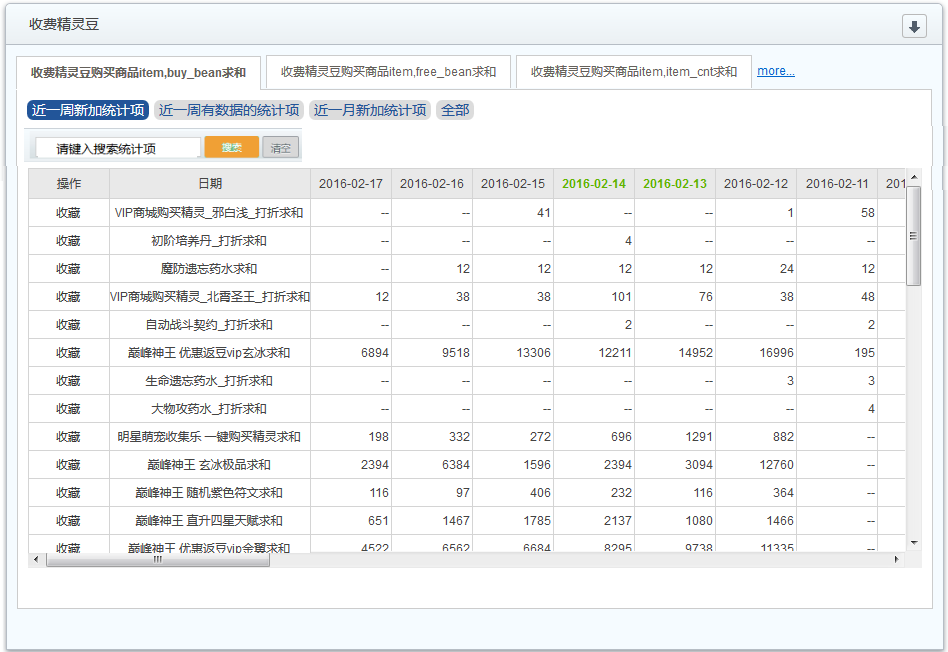 收费精灵豆
收费精灵豆购买商品item,buy_bean求和 收费精灵豆购买商品item,free_bean求和 收费精灵豆购买商品item,item_cnt求和 more...
近一周新加统计项 近一周有数据的统计项 近一月新加统计项 全部
请键入搜索统计项 搜索 清空
操作 日期 2016-02-17 2016-02-16 2016-02-15 2016-02-14 2016-02-13 2016-02-12 2016-02-11 201
收藏 VIP商城购买精灵_邪白浅_打折求和 -- -- 41 -- -- 1 58
收藏 初阶培养丹_打折求和 -- -- -- 4 -- -- --
收藏 魔防遗忘药水求和 -- 12 12 12 12 24 12
收藏 VIP商城购买精灵_北霄圣王_打折求和 12 38 38 101 76 38 48
收藏 自动战斗契约_打折求和 -- -- -- 2 -- -- 2
收藏 巅峰神王 优惠返豆vip玄冰求和 6894 9518 13306 12211 14952 16996 195
收藏 生命遗忘药水_打折求和 -- -- -- -- -- 3 3
收藏 大物攻药水_打折求和 -- -- -- -- -- -- 4
收藏 明星萌宠收集乐 一键购买精灵求和 198 332 272 696 1291 882 --
收藏 巅峰神王 玄冰极品求和 2394 6384 1596 2394 3094 12760 --
收藏 巅峰神王 随机紫色符文求和 116 97 406 232 116 364 --
收藏 巅峰神王 直升四星天赋求和 651 1467 1785 2137 1080 1466 --
收藏 巅峰神王 优惠返豆vip金翼求和 4522 6562 6684 8295 9738 11335 --